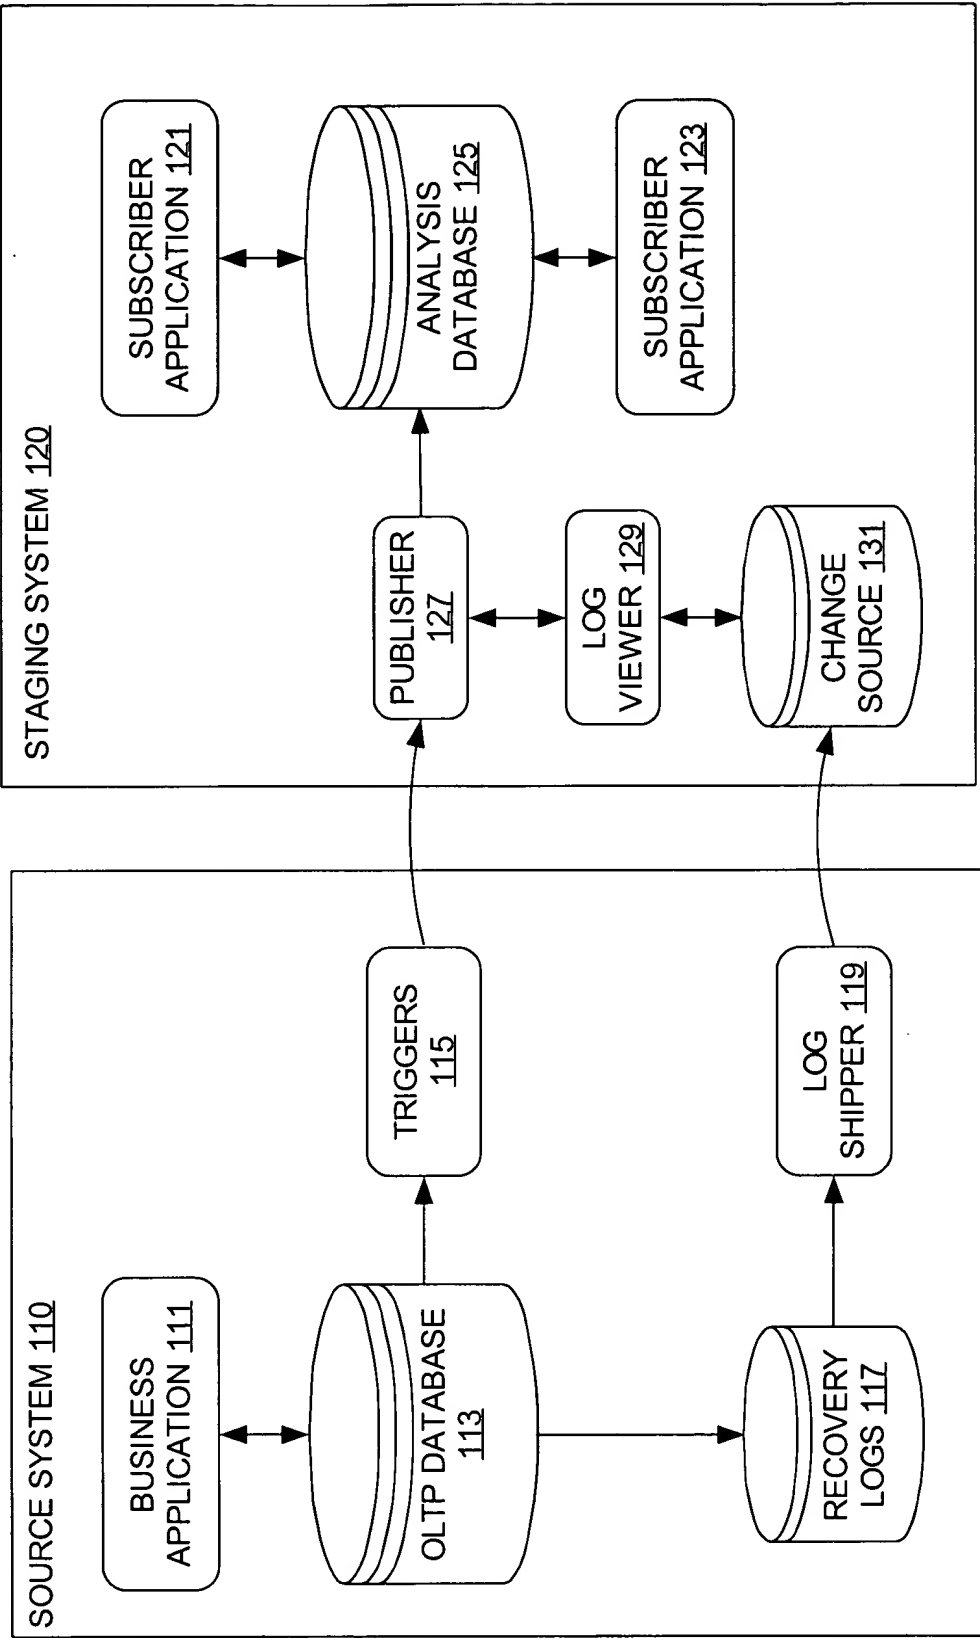 SOURCE SYSTEM 110
BUSINESS
APPLICATION 111
OLTP DATABASE
113
TRIGGERS
115
RECOVERY
LOGS 117
LOG
SHIPPER 119
STAGING SYSTEM 120
SUBSCRIBER
APPLICATION 121
PUBLISHER
127
ANALYSIS
DATABASE 125
LOG
VIEWER 129
SUBSCRIBER
APPLICATION 123
CHANGE
SOURCE 131